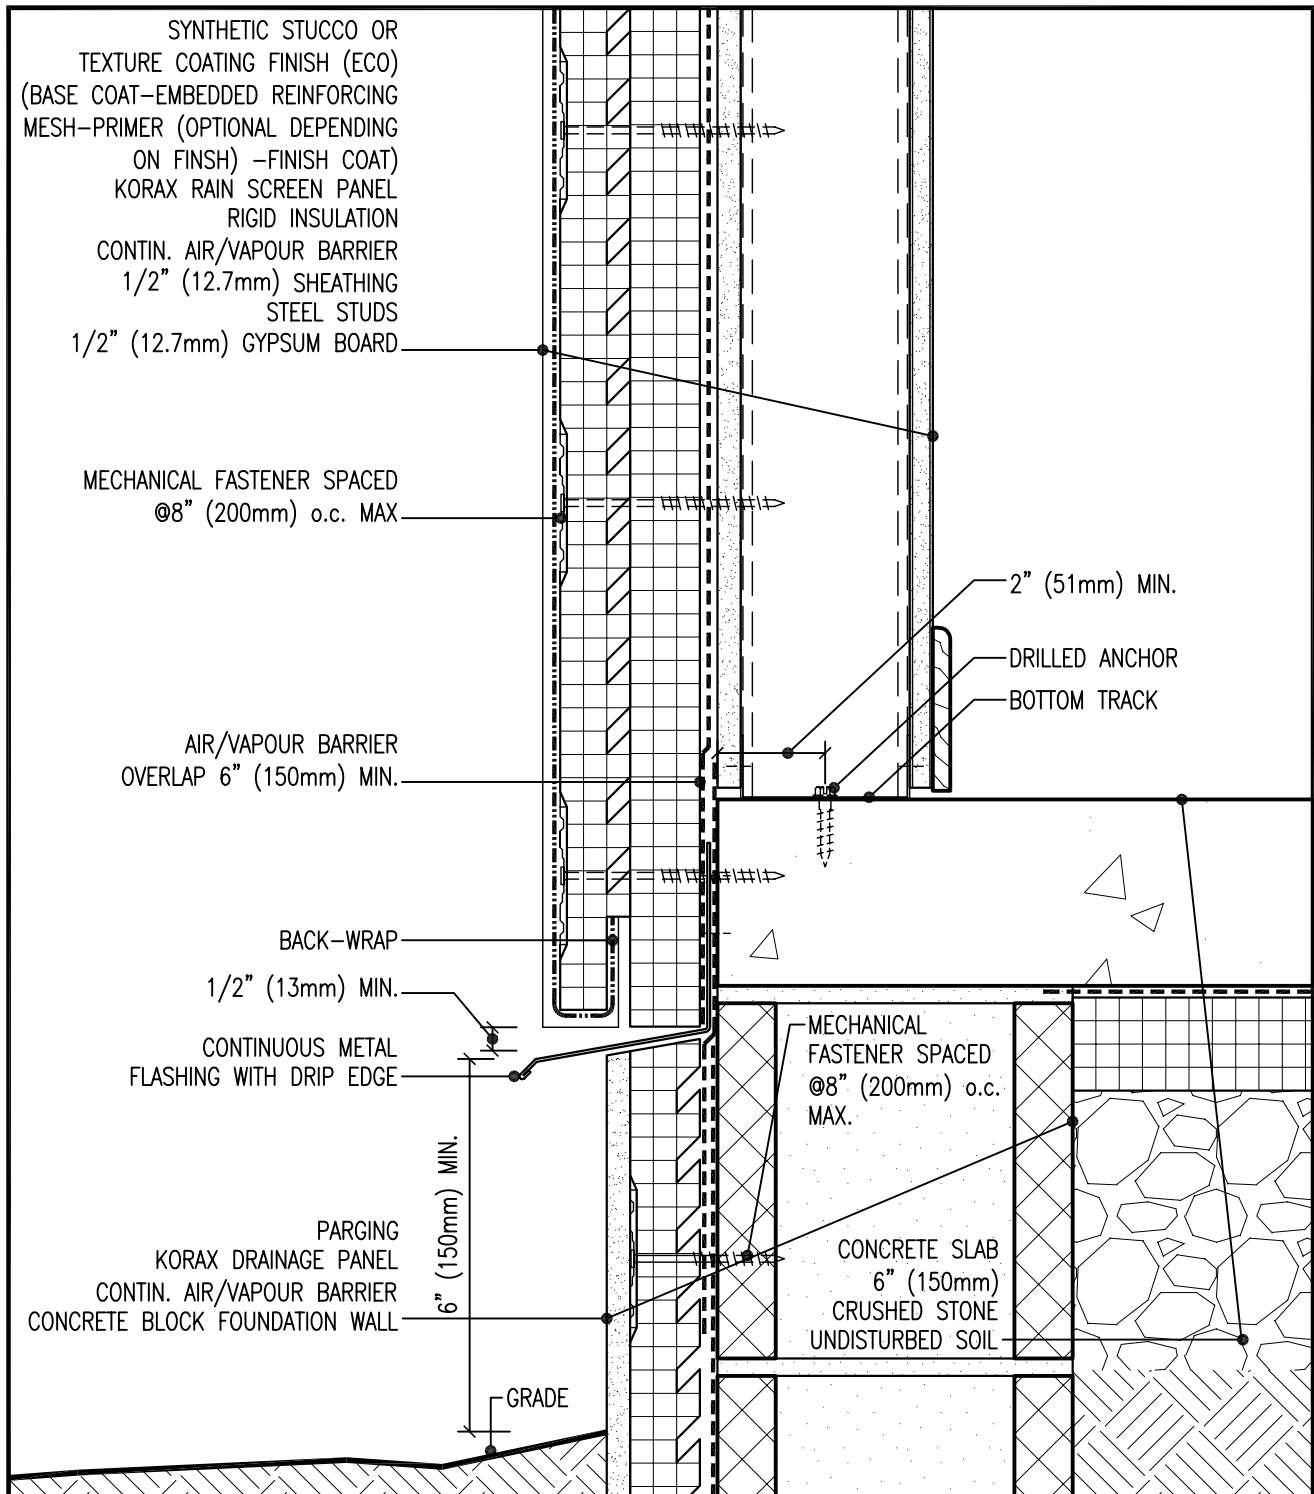 SYNTHETIC STUCCO OR
TEXTURE COATING FINISH (ECO)
(BASE COAT-EMBEDDED REINFORCING
MESH-PRIMER (OPTIONAL DEPENDING
ON FINSH) -FINISH COAT)
KORAX RAIN SCREEN PANEL
RIGID INSULATION
CONTIN. AIR/VAPOUR BARRIER
1/2" (12.7mm) SHEATHING
STEEL STUDS
1/2" (12.7mm) GYPSUM BOARD
MECHANICAL FASTENER SPACED
@8" (200mm) o.c. MAX
2" (51mm) MIN.
DRILLED ANCHOR
BOTTOM TRACK
AIR/VAPOUR BARRIER
OVERLAP 6" (150mm) MIN.
BACK-WRAP
1/2" (13mm) MIN.
CONTINUOUS METAL
FLASHING WITH DRIP EDGE
MECHANICAL
FASTENER SPACED
@8" (200mm) o.c.
MAX.
6" (150mm) MIN.
PARGING
KORAX DRAINAGE PANEL
CONTIN. AIR/VAPOUR BARRIER
CONCRETE BLOCK FOUNDATION WALL
CONCRETE SLAB
6" (150mm)
CRUSHED STONE
UNDISTURBED SOIL
GRADE